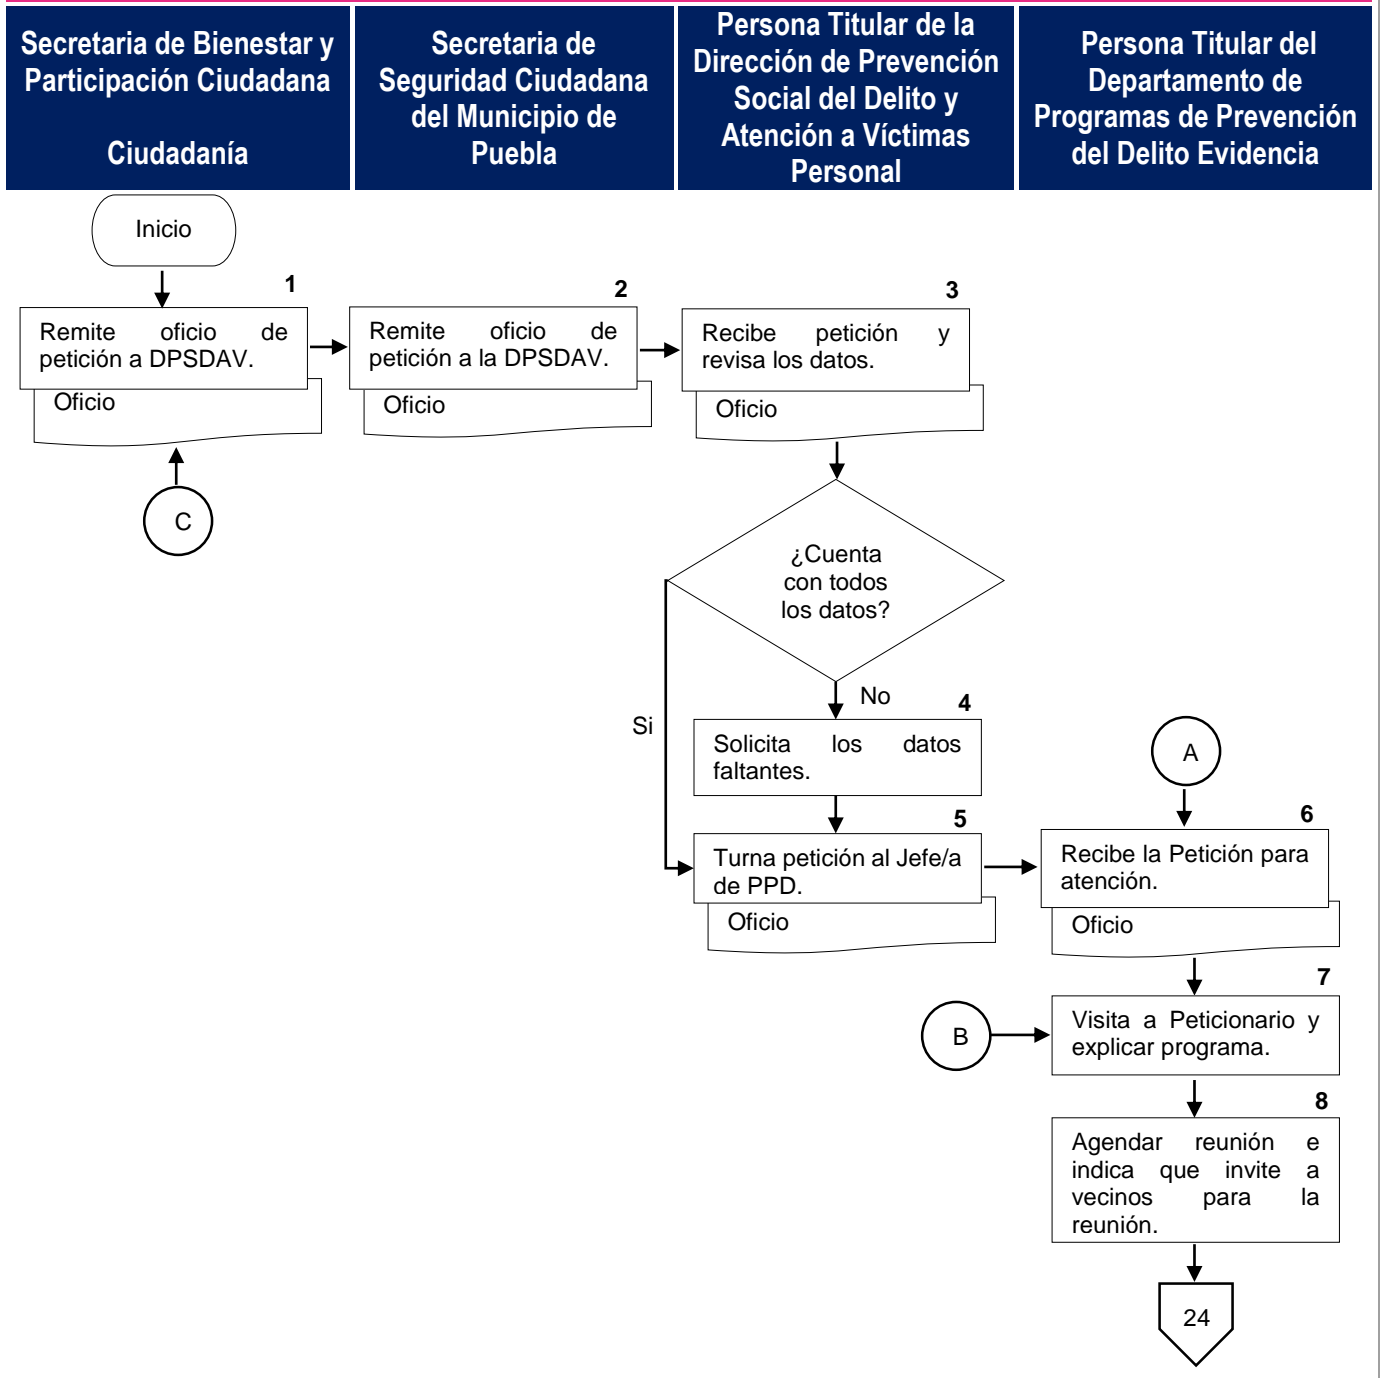 Secretaria de Bienestar y
Participación Ciudadana
Ciudadanía
Secretaria de
Seguridad Ciudadana
del Municipio de
Puebla
Persona Titular de la
Dirección de Prevención
Social del Delito y
Atención a Víctimas
Personal
Persona Titular del
Departamento de
Programas de Prevención
del Delito Evidencia
Inicio
1
Remite oficio de
petición a DPSDAV.
Oficio
C
2
Remite oficio de
petición a la DPSDAV.
Oficio
3
Recibe petición y
revisa los datos.
Oficio
¿Cuenta
con todos
los datos?
No
Si
4
Solicita los datos
faltantes.
5
Turna petición al Jefe/a
de PPD.
Oficio
A
6
Recibe la Petición para
atención.
Oficio
7
B
Visita a Peticionario y
explicar programa.
8
Agendar reunión e
indica que invite a
vecinos para la
reunión.
24